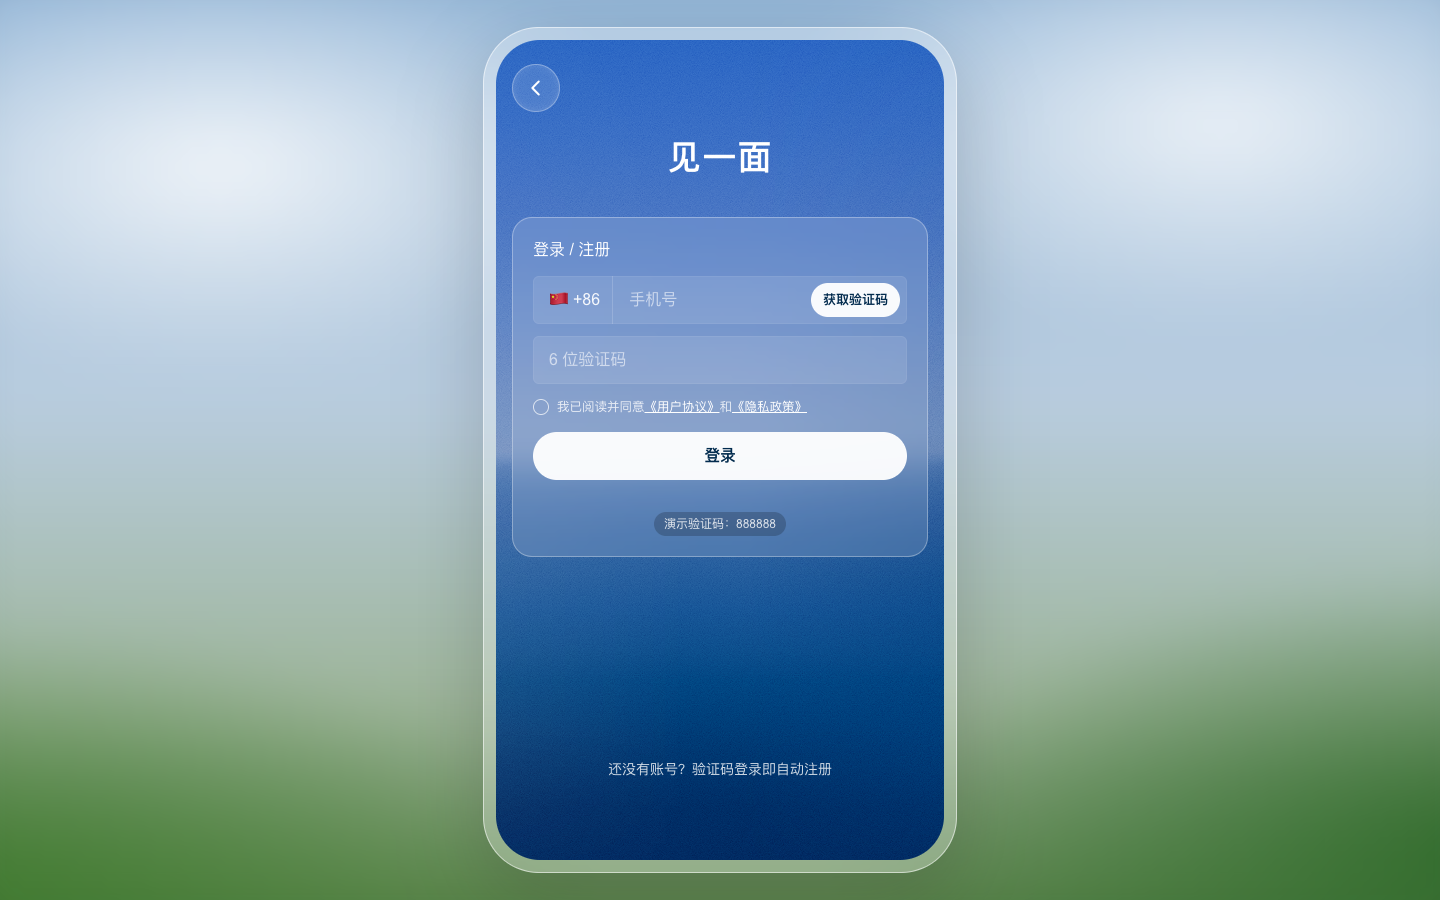 见一面
登录 / 注册
🇨🇳 +86 手机号 获取验证码
6 位验证码
我已阅读并同意《用户协议》和《隐私政策》
登录
演示验证码：888888
还没有账号？验证码登录即自动注册